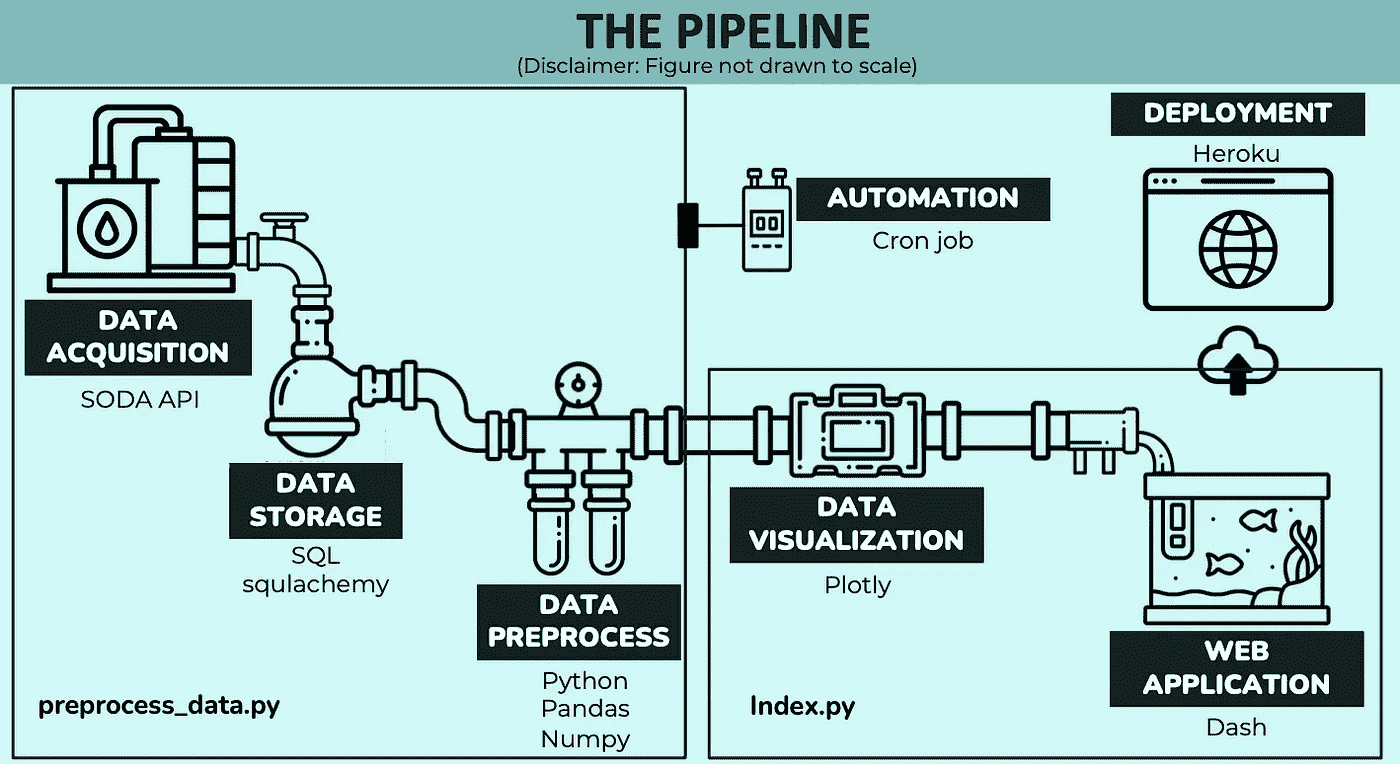 THE PIPELINE
(Disclaimer: Figure not drawn to scale)
DATA
ACQUISITION
SODA API
DATA
STORAGE
SQL
squlachemy
DATA
PREPROCESS
Python
Pandas
Numpy
preprocess_data.py
AUTOMATION
Cron job
DEPLOYMENT
Heroku
DATA
VISUALIZATION
Plotly
WEB
APPLICATION
Dash
Index.py